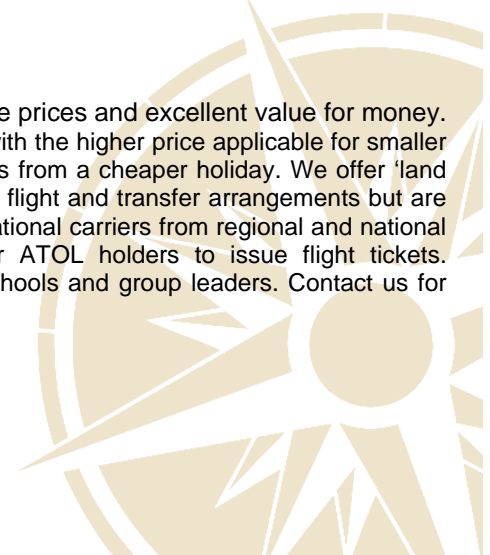 prices and excellent value for money.
with the higher price applicable for smaller
s from a cheaper holiday. We offer ‘land
flight and transfer arrangements but are
ational carriers from regional and national
r ATOL holders to issue flight tickets.
hools and group leaders. Contact us for